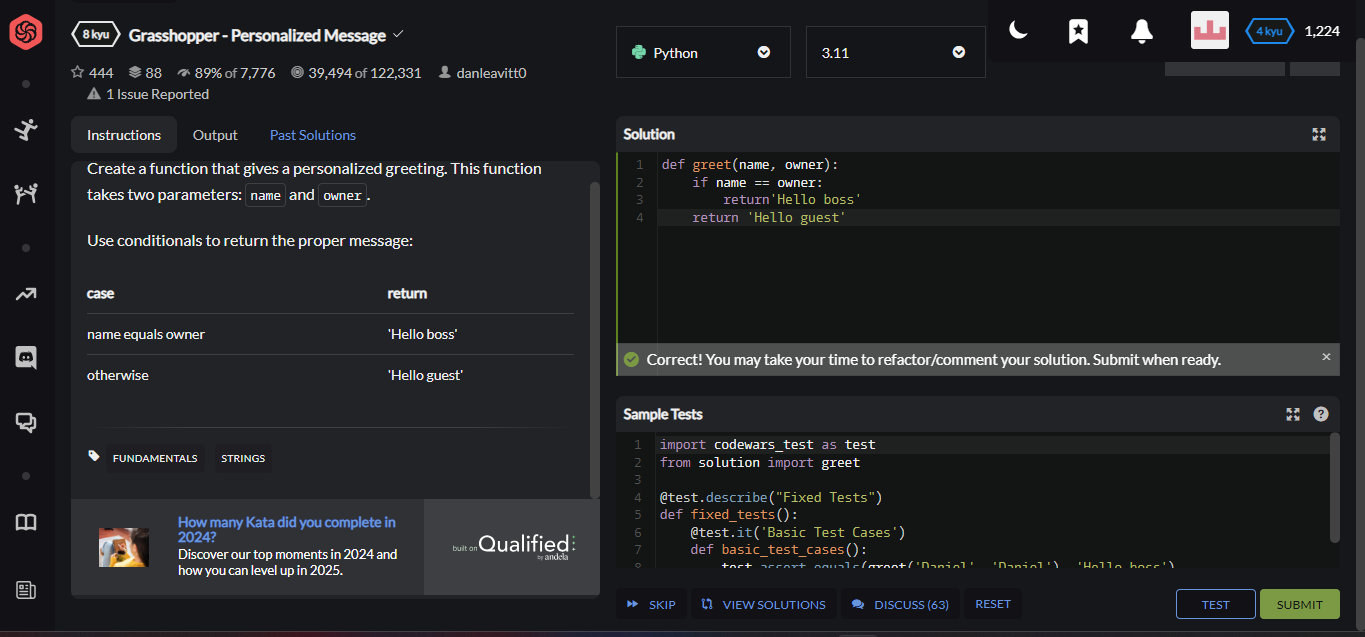 8 kyu Grasshopper - Personalized Message
444 88 89% of 7,776 39,494 of 122,331 danleavitt0
1 Issue Reported
Python
3.11
4 kyu 1,224
Instructions Output Past Solutions
Create a function that gives a personalized greeting. This function
takes two parameters: name and owner.
Use conditionals to return the proper message:
case return
name equals owner 'Hello boss'
otherwise 'Hello guest'
FUNDAMENTALS STRINGS
How many Kata did you complete in
2024?
Discover our top moments in 2024 and
how you can level up in 2025.
built on Qualified
by andela
Solution
1 def greet(name, owner):
2 if name == owner:
3 return'Hello boss'
4 return 'Hello guest'
Correct! You may take your time to refactor/comment your solution. Submit when ready. ×
Sample Tests ?
1 import codewars_test as test
2 from solution import greet
3
4 @test.describe("Fixed Tests")
5 def fixed_tests():
6 @test.it('Basic Test Cases')
7 def basic_test_cases():
8 test.assert_equals(greet('Daniel', 'Daniel'), 'Hello boss')
SKIP VIEW SOLUTIONS DISCUSS (63) RESET TEST SUBMIT